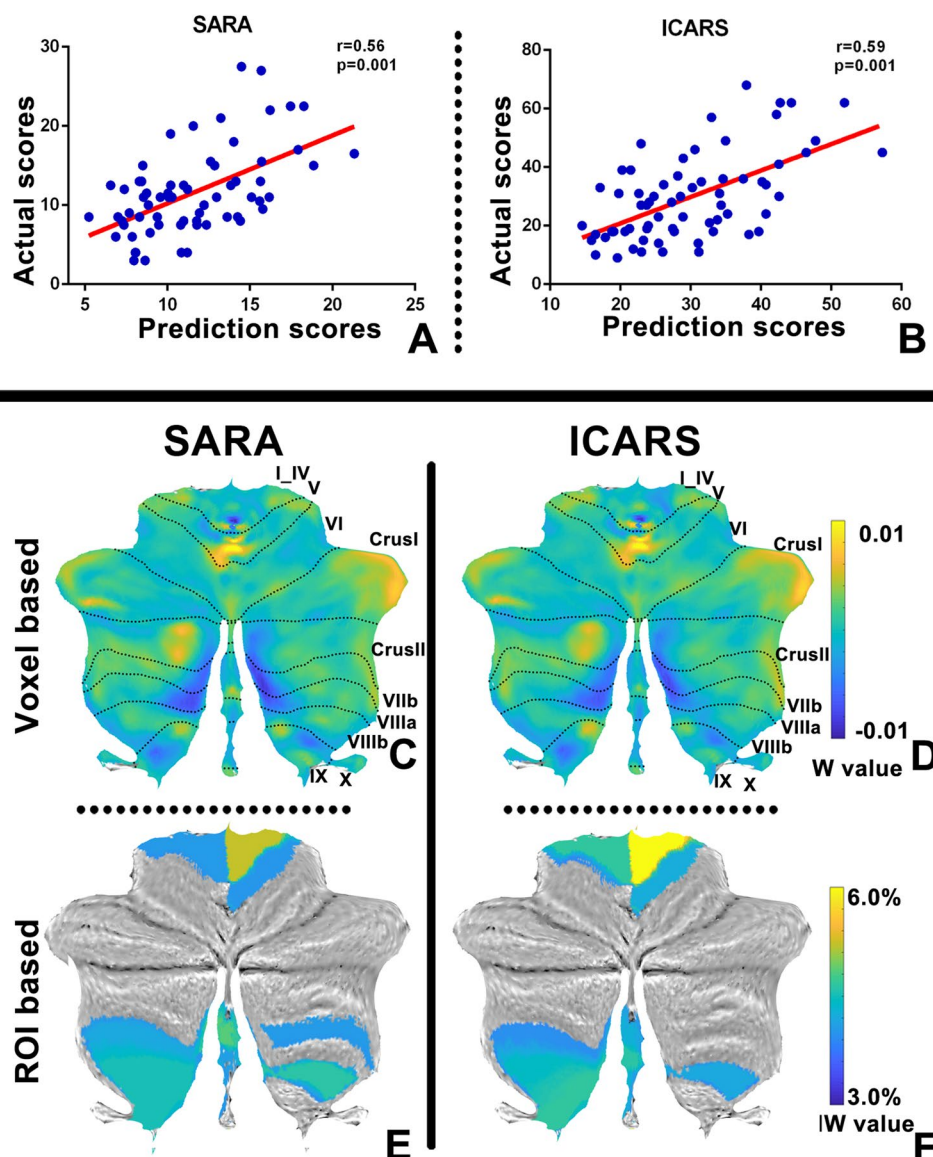 SARA
r=0.56
p=0.001
30
20
10
0
Actual scores
5 10 15 20 25
Prediction scores
A
ICARS
r=0.59
p=0.001
80
60
40
20
0
Actual scores
10 20 30 40 50 60
Prediction scores
B
SARA
ICARS
Voxel based
I_IV
V
VI
CrusI
CrusII
VIIb
VIIIa
VIIIb
IX X
C
I_IV
V
VI
CrusI
CrusII
VIIb
VIIIa
VIIIb
IX X
D
0.01
-0.01
W value
ROI based
E
F
6.0%
3.0%
IW value